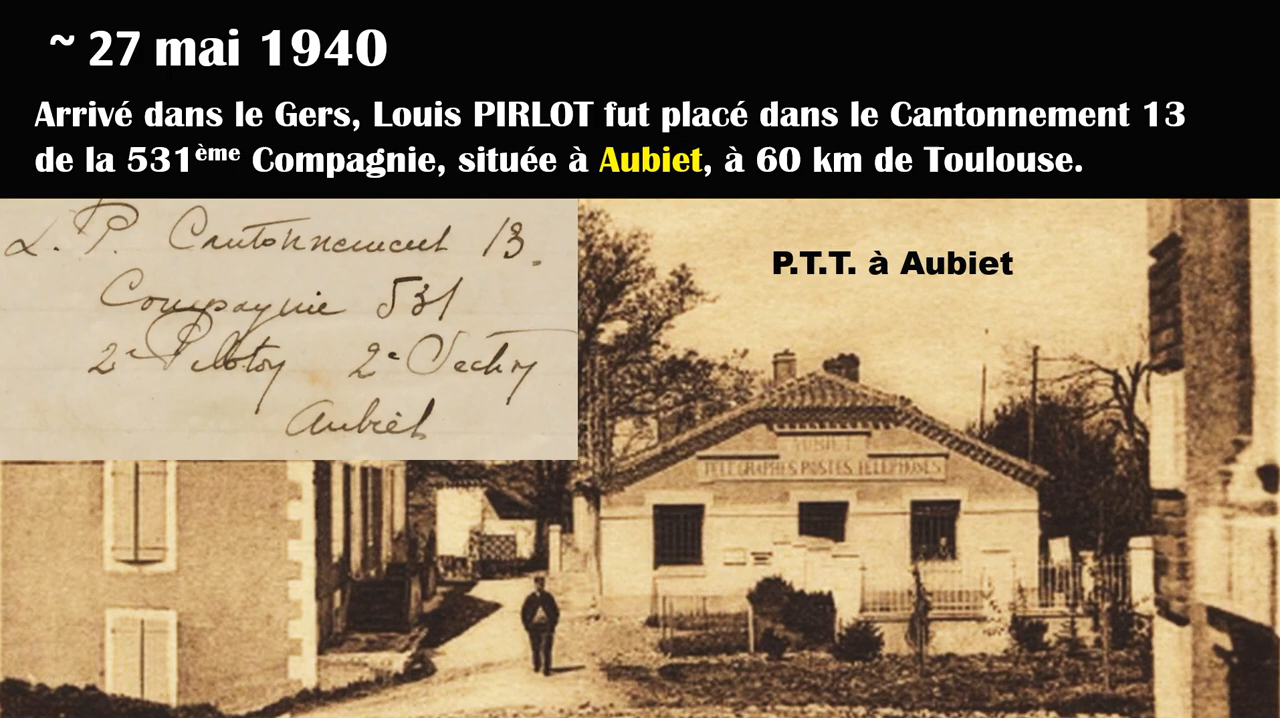 ~ 27 mai 1940
Arrivé dans le Gers, Louis PIRLOT fut placé dans le Cantonnement 13
de la 531ème Compagnie, située à Aubiet, à 60 km de Toulouse.
L. P. Cantonnement 13.
Compagnie 531
2e Peloton 2e Section
Aubiet
P.T.T. à Aubiet
AUBIET
TELEGRAPHES POSTES TELEPHONES